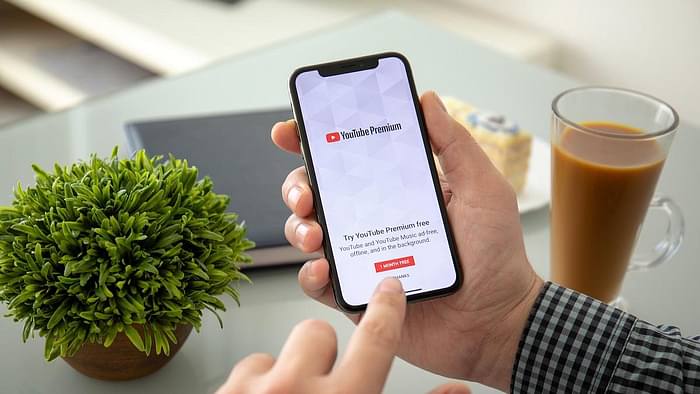 YouTube Premium
Try YouTube Premium free
YouTube and YouTube Music ad-free,
offline, and in the background.
1 MONTH FREE
THANKS